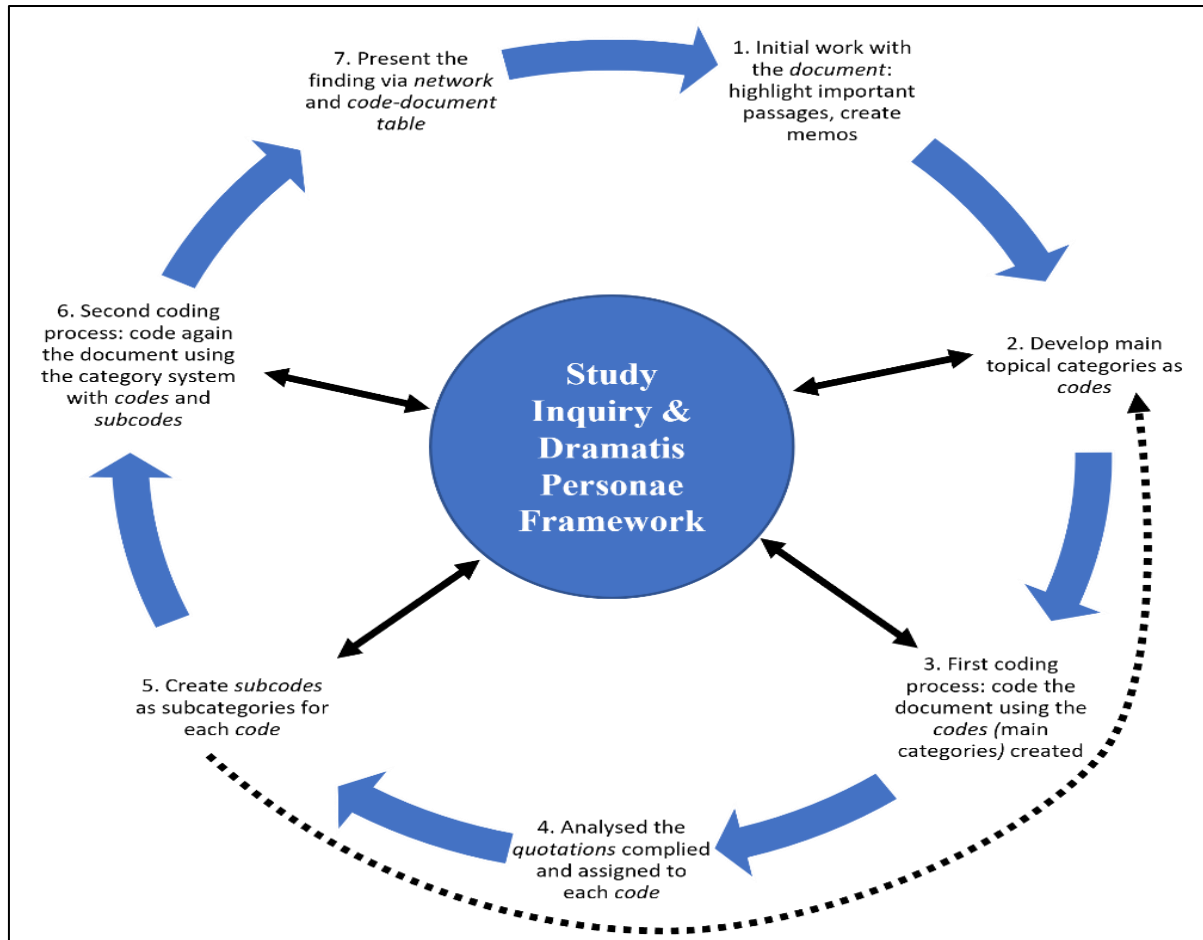 1. Initial work with
the document:
highlight important
passages, create
memos
2. Develop main
topical categories as
codes
3. First coding
process: code the
document using the
codes (main
categories) created
4. Analysed the
quotations complied
and assigned to
each code
5. Create subcodes
as subcategories for
each code
6. Second coding
process: code again
the document using
the category system
with codes and
subcodes
7. Present the
finding via network
and code-document
table
Study
Inquiry &
Dramatis
Personae
Framework